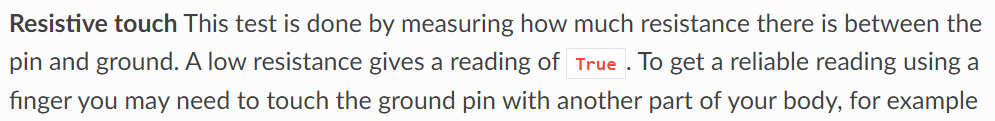 Resistive touch This test is done by measuring how much resistance there is between the
pin and ground. A low resistance gives a reading of True . To get a reliable reading using a
finger you may need to touch the ground pin with another part of your body, for example